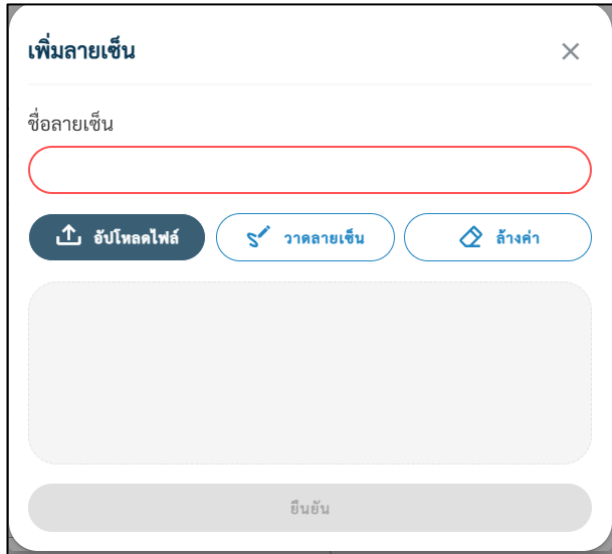 เพิ่มลายเซ็น
ชื่อลายเซ็น
อัปโหลดไฟล์ วาดลายเซ็น ล้างค่า
ยืนยัน